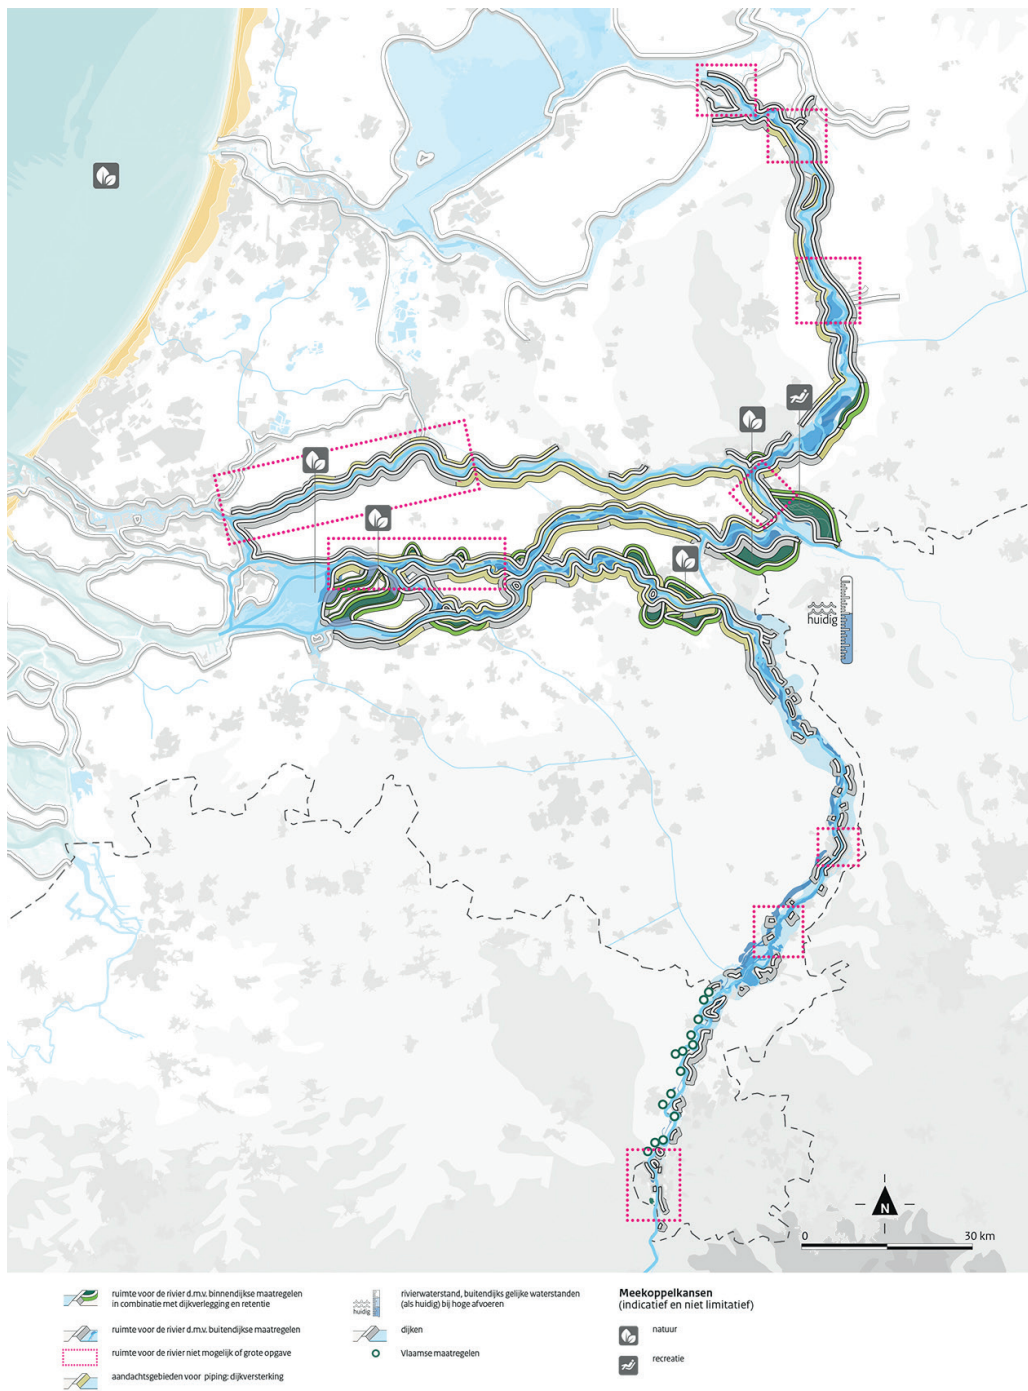 huidig
N
0 30 km
ruimte voor de rivier d.m.v. binnendijkse maatregelen
in combinatie met dijkverlegging en retentie
ruimte voor de rivier d.m.v. buitendijkse maatregelen
ruimte voor de rivier niet mogelijk of grote opgave
aandachtsgebieden voor piping: dijkversterking
huidig
rivierwaterstand, buitendijks gelijke waterstanden
(als huidig) bij hoge afvoeren
dijken
Vlaamse maatregelen
Meekoppelkansen
(indicatief en niet limitatief)
natuur
recreatie